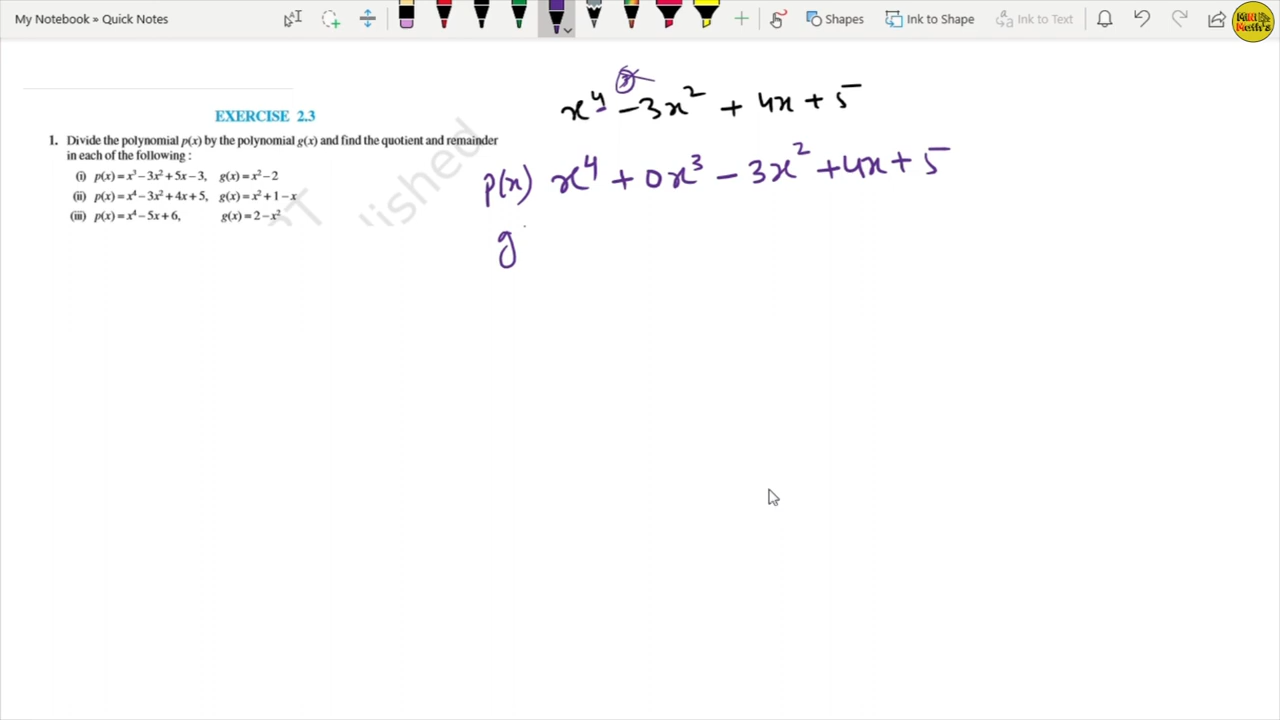 My Notebook » Quick Notes
Shapes
Ink to Shape
Ink to Text
EXERCISE 2.3
1. Divide the polynomial p(x) by the polynomial g(x) and find the quotient and remainder
in each of the following :
(i) p(x) = x³ – 3x² + 5x – 3, g(x) = x² – 2
(ii) p(x) = x⁴ – 3x² + 4x + 5, g(x) = x² + 1 – x
(iii) p(x) = x⁴ – 5x + 6, g(x) = 2 – x²
blished
x⁴ - 3x² + 4x + 5
p(x) x⁴ + 0x³ - 3x² + 4x + 5
g